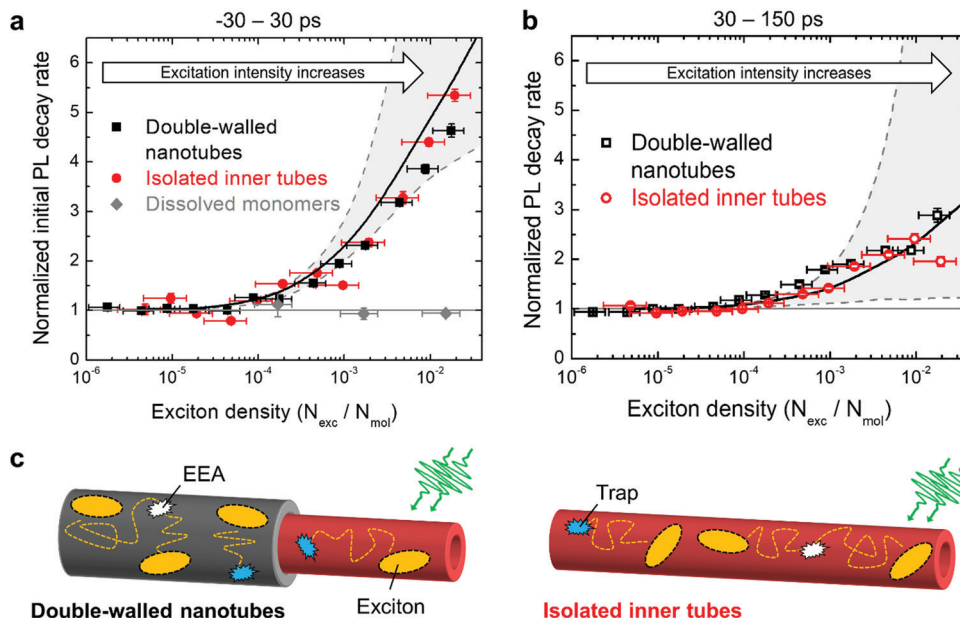 a
-30 – 30 ps
Normalized initial PL decay rate
6
5
4
3
2
1
0
Excitation intensity increases
Double-walled
nanotubes
Isolated inner tubes
Dissolved monomers
10⁻⁶ 10⁻⁵ 10⁻⁴ 10⁻³ 10⁻²
Exciton density (N_exc / N_mol)
b
30 – 150 ps
Normalized PL decay rate
6
5
4
3
2
1
0
Excitation intensity increases
Double-walled
nanotubes
Isolated inner tubes
10⁻⁶ 10⁻⁵ 10⁻⁴ 10⁻³ 10⁻²
Exciton density (N_exc / N_mol)
c
EEA
Exciton
Double-walled nanotubes
Trap
Isolated inner tubes